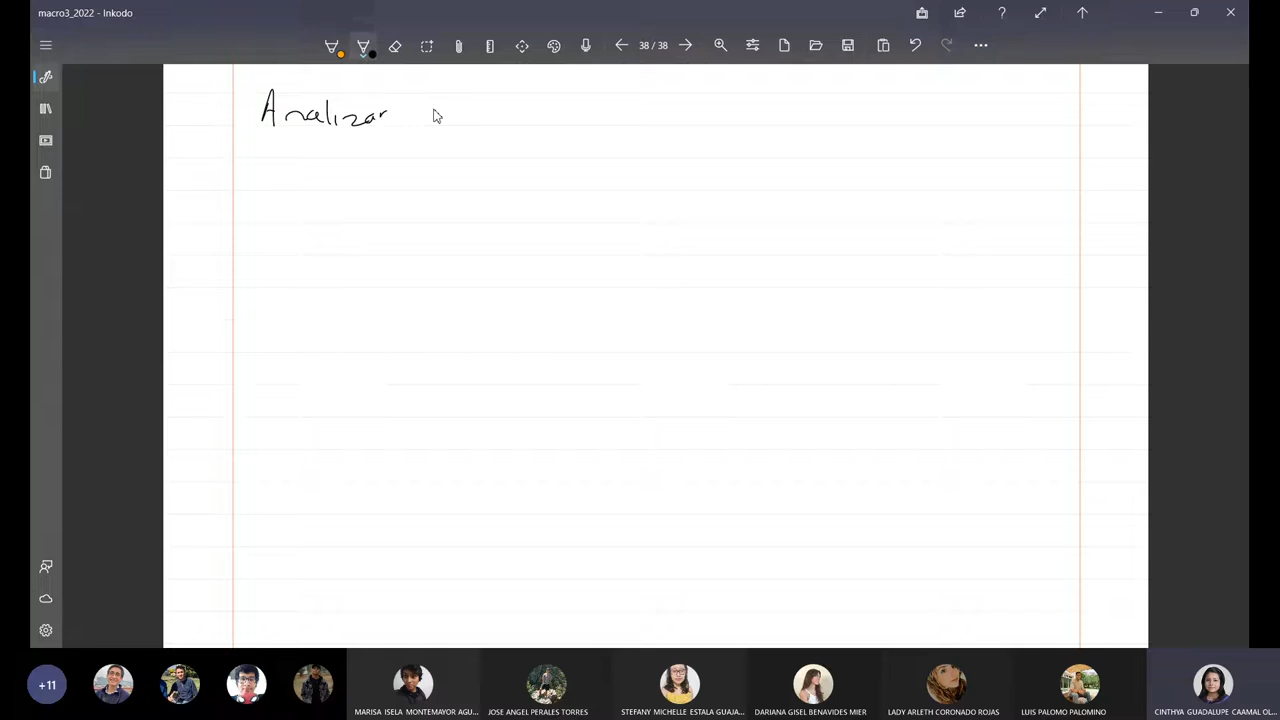 macro3_2022 - Inkodo
38 / 38
Analizar
+11
MARISA ISELA MONTEMAYOR AGU...
JOSE ANGEL PERALES TORRES
STEFANY MICHELLE ESTALA GUAJA...
DARIANA GISEL BENAVIDES MIER
LADY ARLETH CORONADO ROJAS
LUIS PALOMO PALOMINO
CINTHYA GUADALUPE CAAMAL OL...